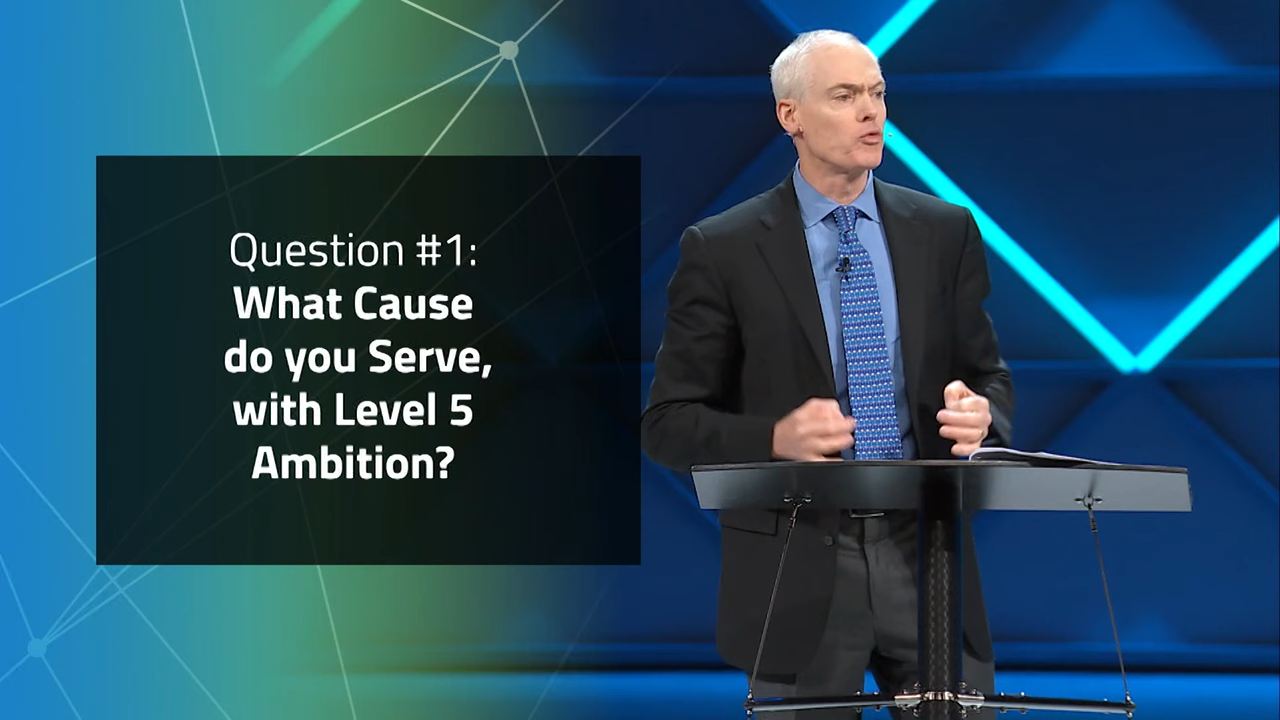 Question #1:
What Cause
do you Serve,
with Level 5
Ambition?